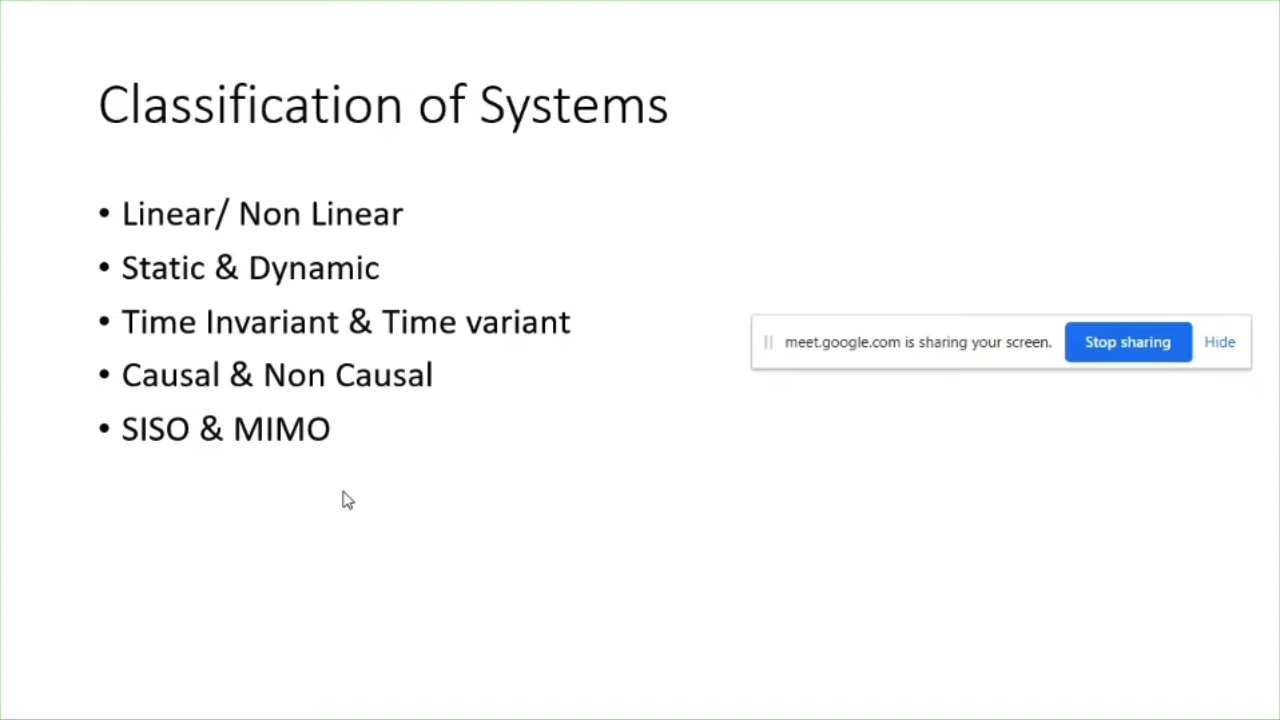 Classification of Systems
• Linear/ Non Linear
• Static & Dynamic
• Time Invariant & Time variant
• Causal & Non Causal
• SISO & MIMO
meet.google.com is sharing your screen. Stop sharing Hide